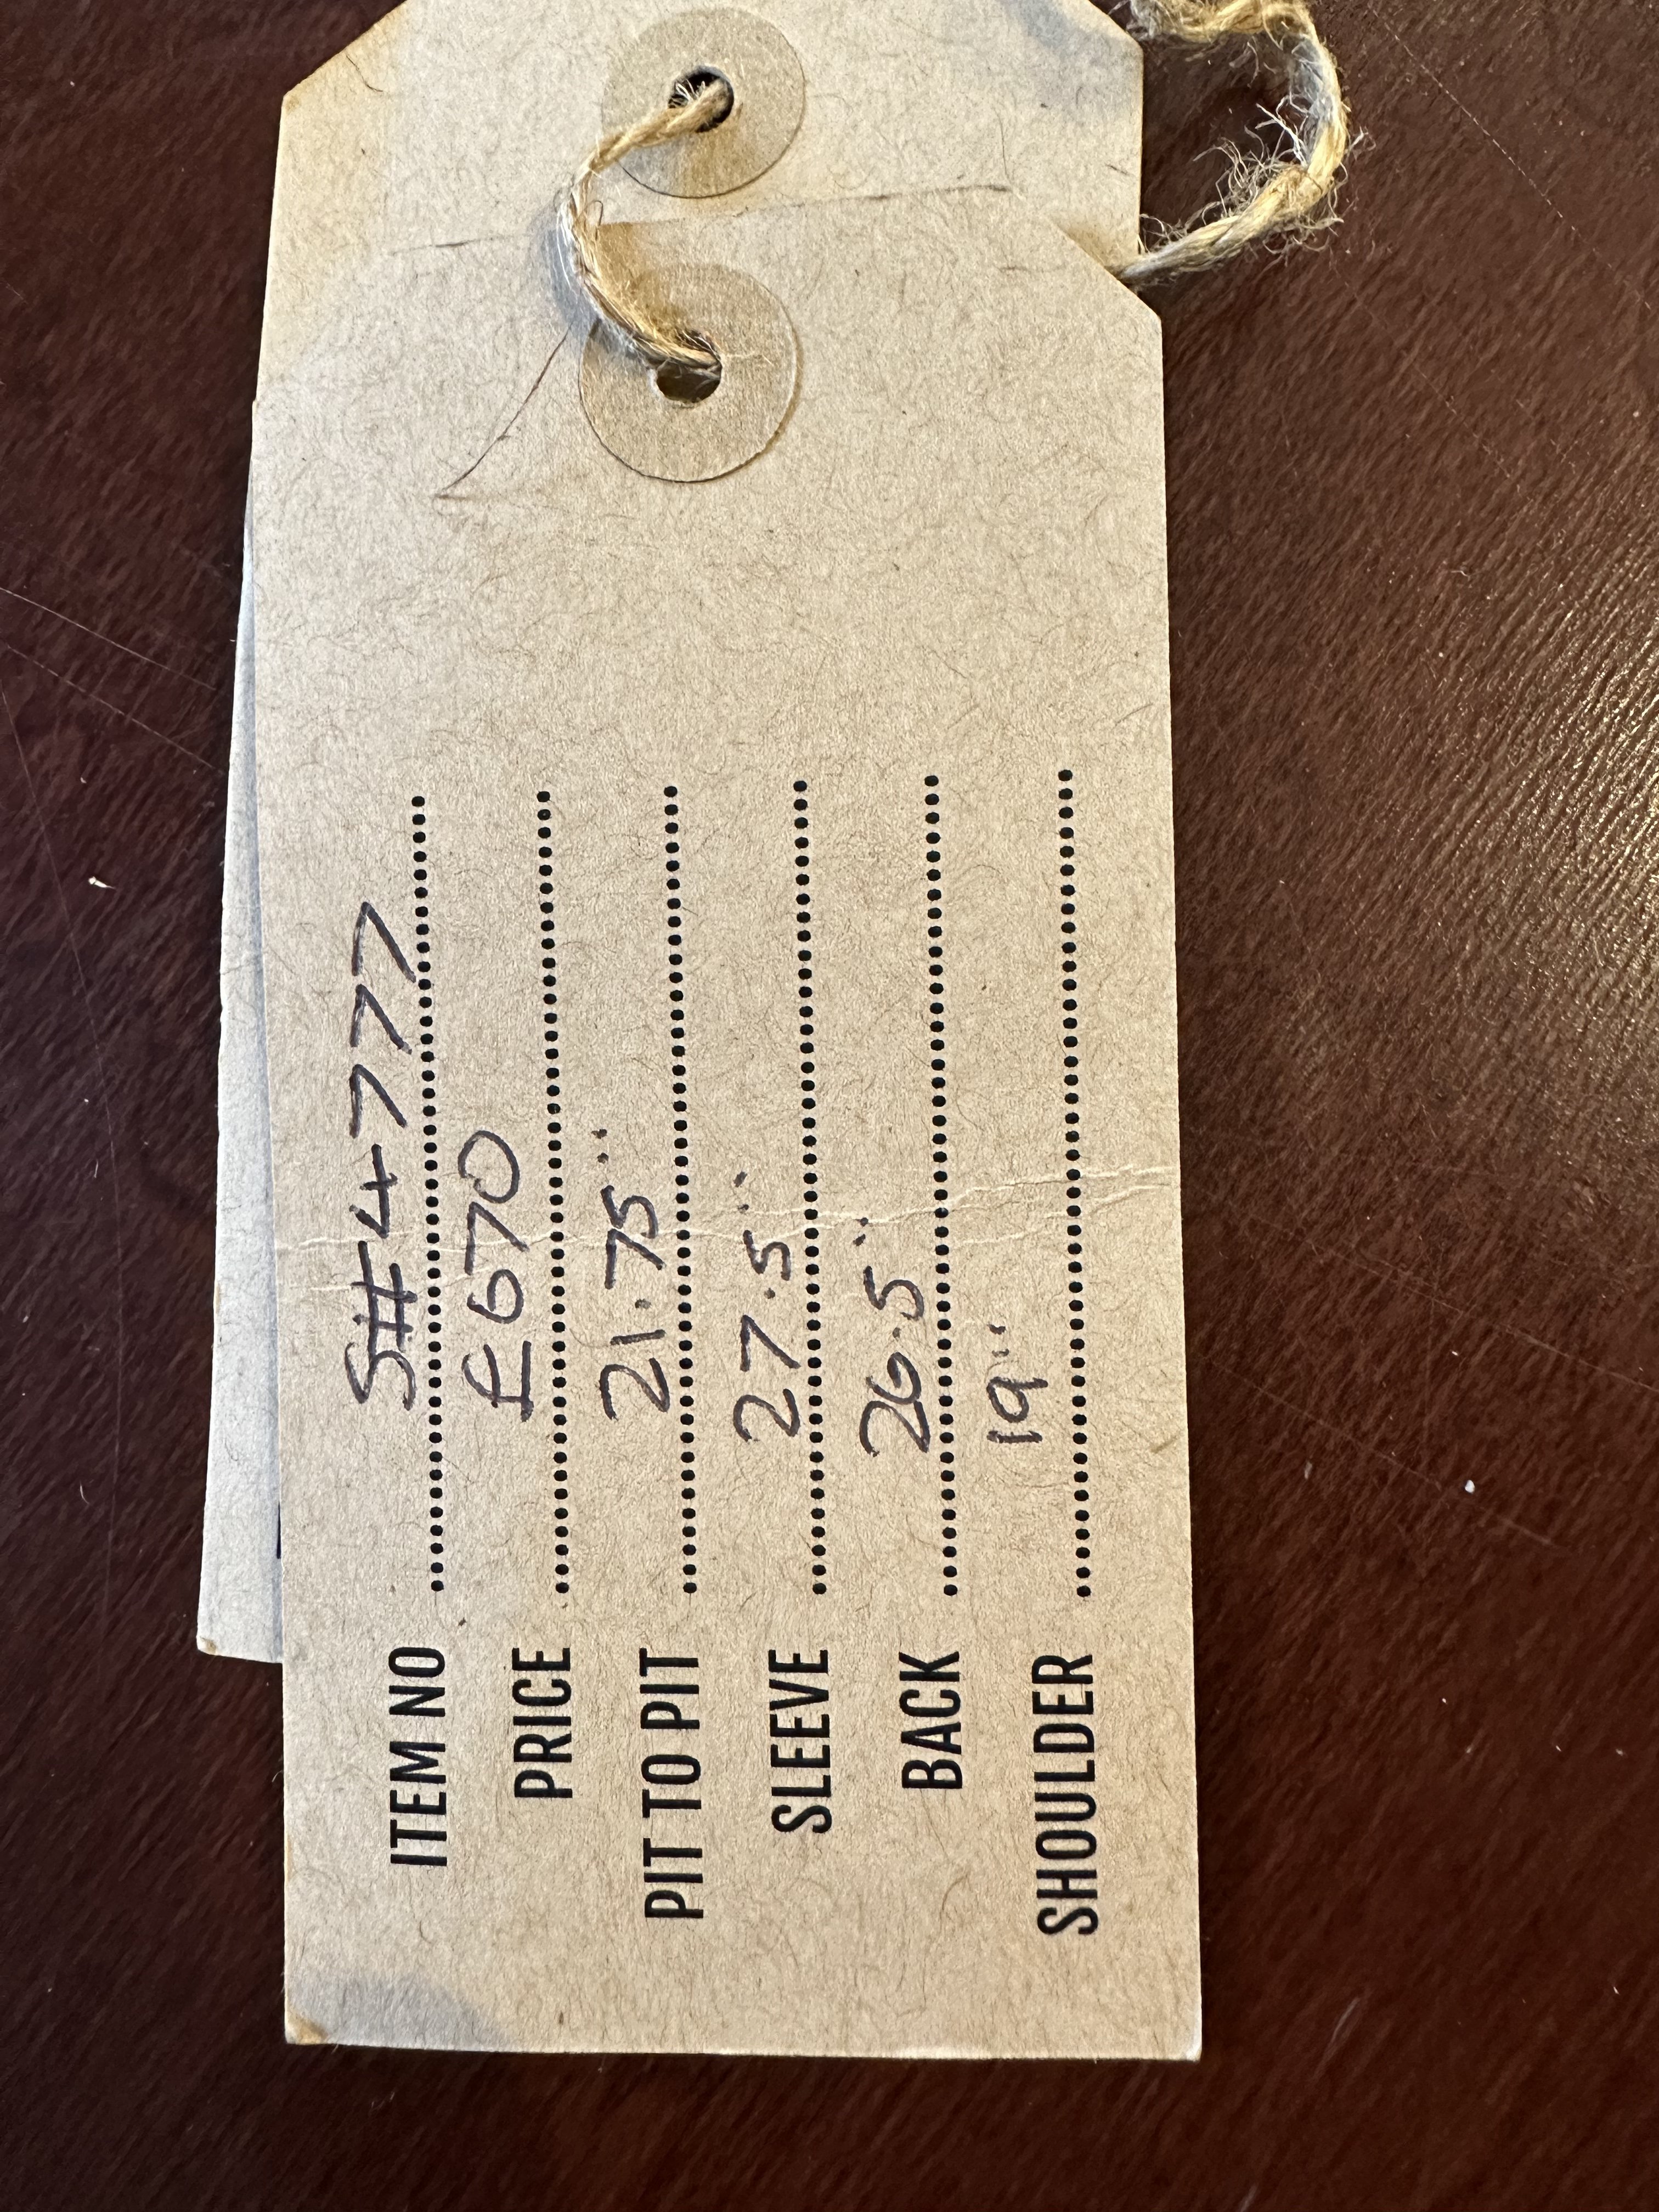 ITEM NO S#4777
PRICE £670
PIT TO PIT 21.75"
SLEEVE 27.5"
BACK 26.5"
SHOULDER 19"